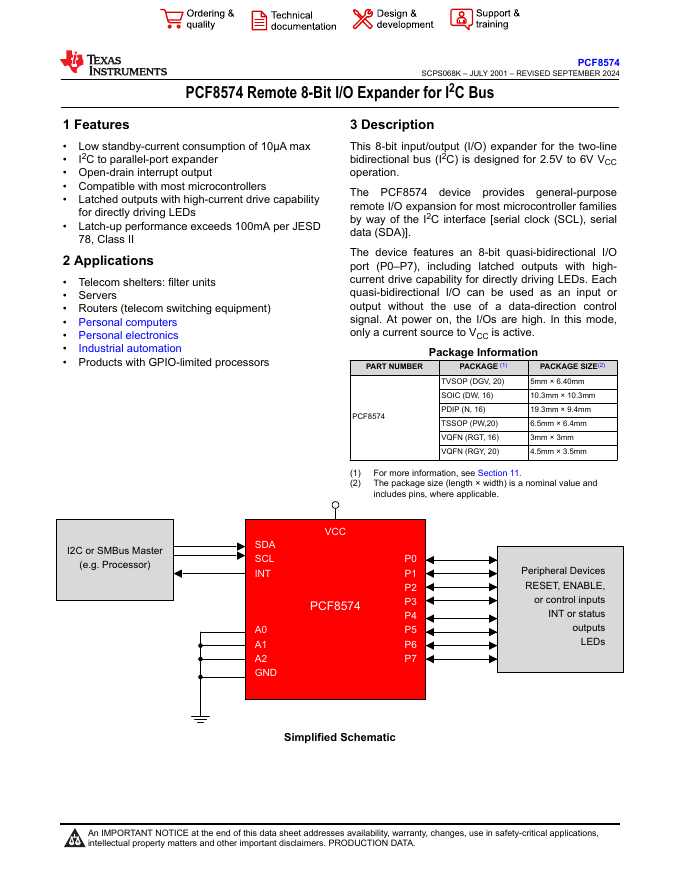 Ordering &
quality
Technical
documentation
Design &
development
Support &
training
TEXAS
INSTRUMENTS
PCF8574
SCPS068K – JULY 2001 – REVISED SEPTEMBER 2024
PCF8574 Remote 8-Bit I/O Expander for I2C Bus
1 Features
• Low standby-current consumption of 10μA max
• I2C to parallel-port expander
• Open-drain interrupt output
• Compatible with most microcontrollers
• Latched outputs with high-current drive capability
for directly driving LEDs
• Latch-up performance exceeds 100mA per JESD
78, Class II
2 Applications
• Telecom shelters: filter units
• Servers
• Routers (telecom switching equipment)
• Personal computers
• Personal electronics
• Industrial automation
• Products with GPIO-limited processors
3 Description
This 8-bit input/output (I/O) expander for the two-line
bidirectional bus (I2C) is designed for 2.5V to 6V VCC
operation.
The PCF8574 device provides general-purpose
remote I/O expansion for most microcontroller families
by way of the I2C interface [serial clock (SCL), serial
data (SDA)].
The device features an 8-bit quasi-bidirectional I/O
port (P0–P7), including latched outputs with high-
current drive capability for directly driving LEDs. Each
quasi-bidirectional I/O can be used as an input or
output without the use of a data-direction control
signal. At power on, the I/Os are high. In this mode,
only a current source to VCC is active.
Package Information
PART NUMBER PACKAGE (1) PACKAGE SIZE(2)
PCF8574
TVSOP (DGV, 20) 5mm × 6.40mm
SOIC (DW, 16) 10.3mm × 10.3mm
PDIP (N, 16) 19.3mm × 9.4mm
TSSOP (PW,20) 6.5mm × 6.4mm
VQFN (RGT, 16) 3mm × 3mm
VQFN (RGY, 20) 4.5mm × 3.5mm
(1) For more information, see Section 11.
(2) The package size (length × width) is a nominal value and
includes pins, where applicable.
I2C or SMBus Master
(e.g. Processor)
VCC
SDA
SCL
INT
PCF8574
A0
A1
A2
GND
P0
P1
P2
P3
P4
P5
P6
P7
Peripheral Devices
RESET, ENABLE,
or control inputs
INT or status
outputs
LEDs
Simplified Schematic
An IMPORTANT NOTICE at the end of this data sheet addresses availability, warranty, changes, use in safety-critical applications,
intellectual property matters and other important disclaimers. PRODUCTION DATA.